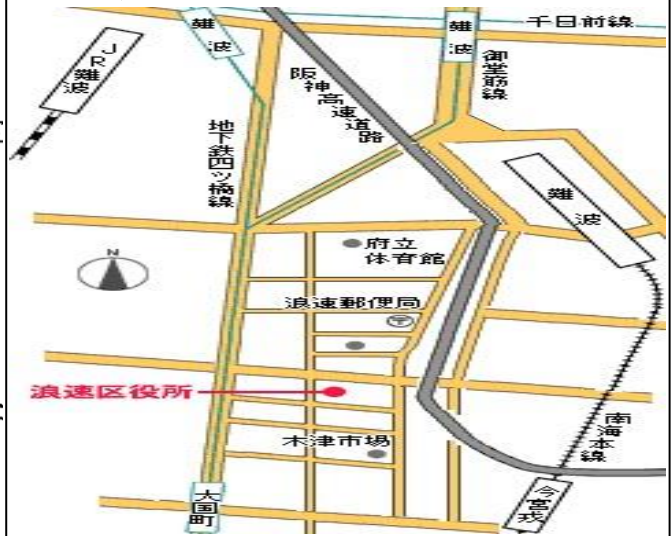 難波
難波
千日前線
JR難波
阪神高速道路
御堂筋線
地下鉄四ツ橋線
難波
N
府立
体育館
浪速郵便局
〒
浪速区役所
木津市場
南海本線
大国町
今宮戎